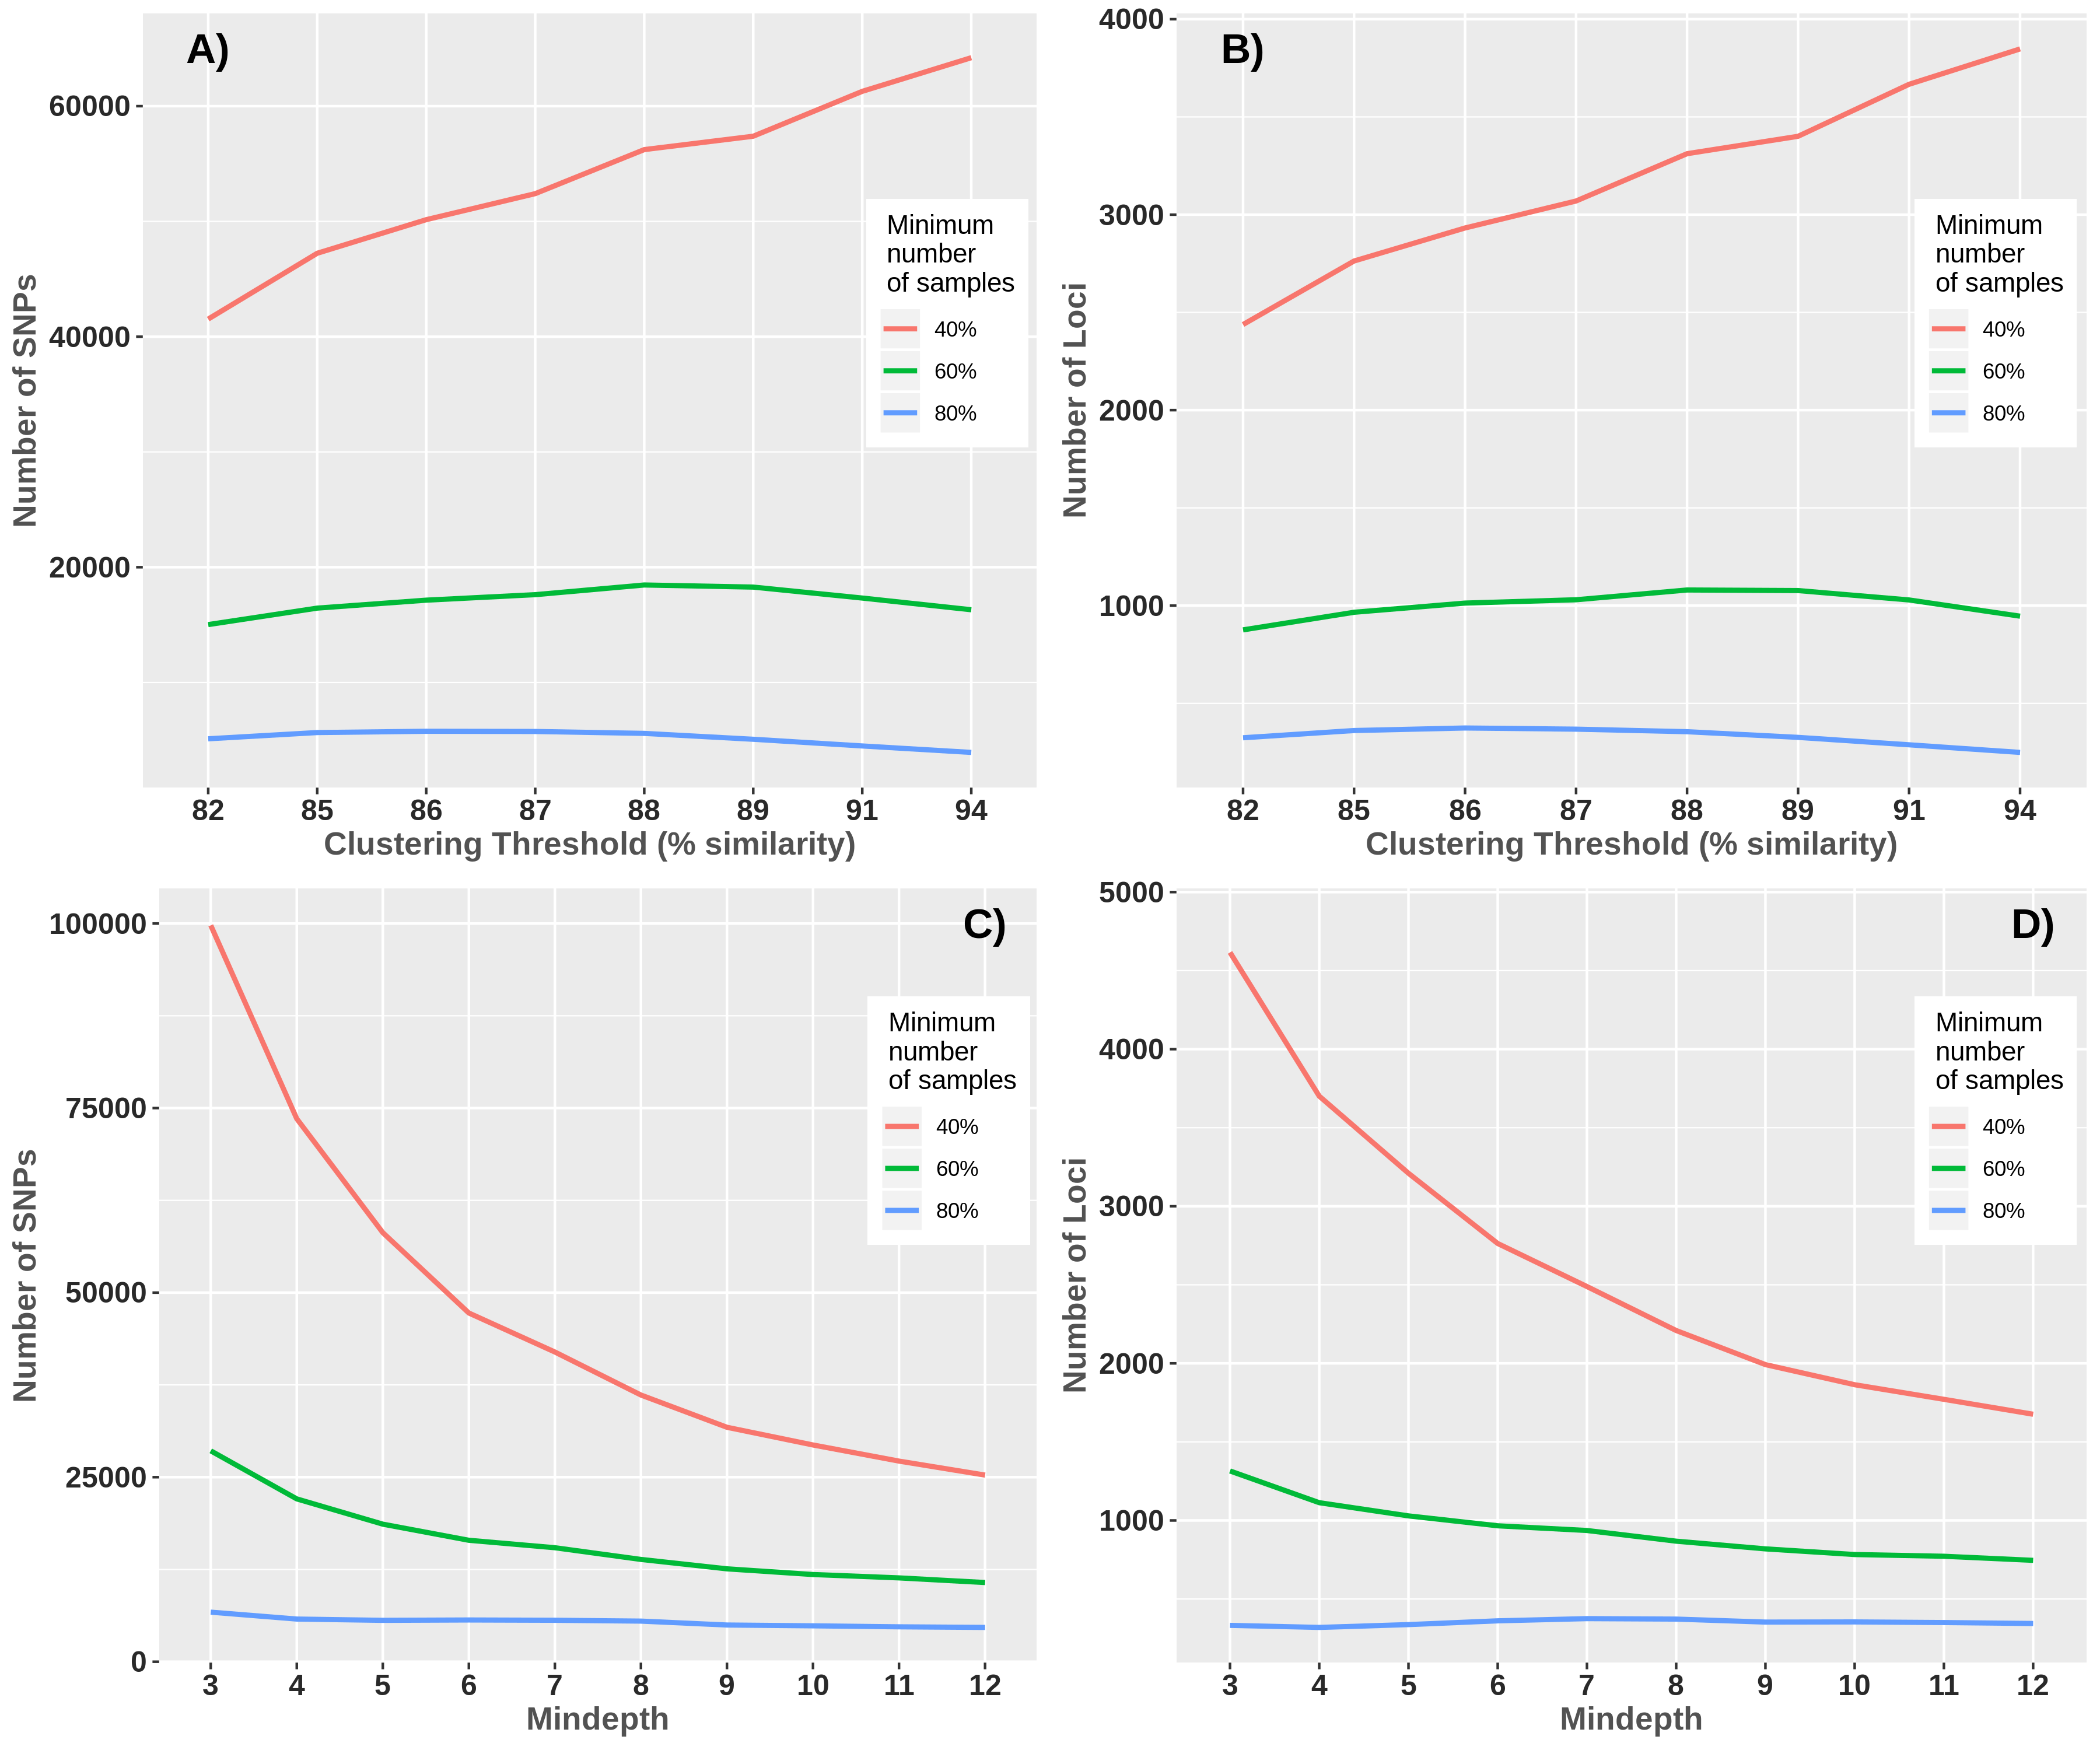 A)
60000
40000
20000
Number of SNPs
Minimum
number
of samples
40%
60%
80%
82 85 86 87 88 89 91 94
Clustering Threshold (% similarity)
B)
4000
3000
2000
1000
Number of Loci
Minimum
number
of samples
40%
60%
80%
82 85 86 87 88 89 91 94
Clustering Threshold (% similarity)
C)
100000
75000
50000
25000
0
Number of SNPs
Minimum
number
of samples
40%
60%
80%
3 4 5 6 7 8 9 10 11 12
Mindepth
D)
5000
4000
3000
2000
1000
Number of Loci
Minimum
number
of samples
40%
60%
80%
3 4 5 6 7 8 9 10 11 12
Mindepth